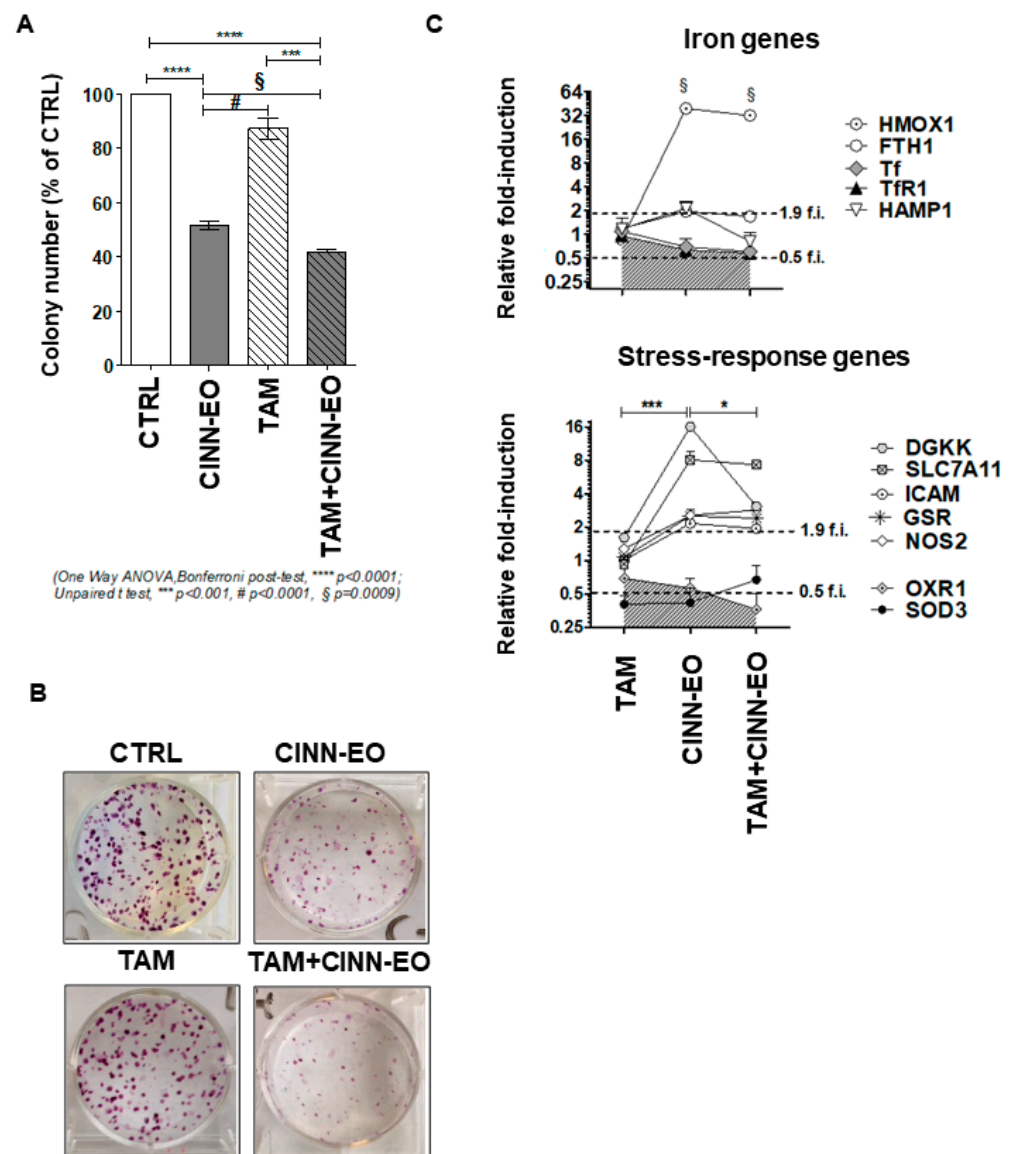 A
****
***
****
§
#
Colony number (% of CTRL)
100
80
60
40
20
0
CTRL
CINN-EO
TAM
TAM+CINN-EO
(One Way ANOVA,Bonferroni post-test, **** p<0.0001;
Unpaired t test, *** p<0.001, # p<0.0001, § p=0.0009)
B
CTRL
CINN-EO
TAM
TAM+CINN-EO
C
Iron genes
Relative fold-induction
64
32
16
8
4
2
1
0.5
0.25
§
§
1.9 f.i.
0.5 f.i.
HMOX1
FTH1
Tf
TfR1
HAMP1
Stress-response genes
Relative fold-induction
16
8
4
2
1
0.5
0.25
***
*
1.9 f.i.
0.5 f.i.
DGKK
SLC7A11
ICAM
GSR
NOS2
OXR1
SOD3
TAM
CINN-EO
TAM+CINN-EO